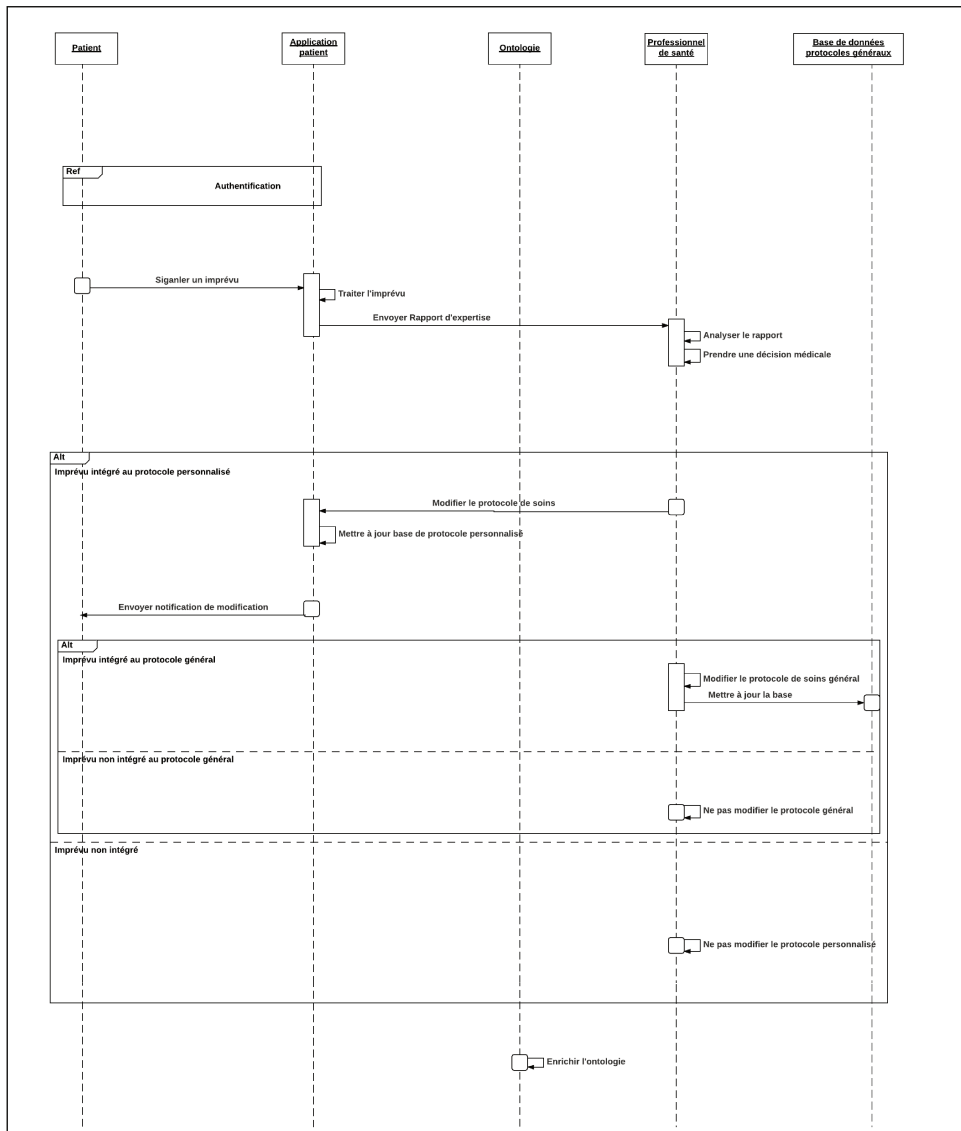 Patient
Application
patient
Ontologie
Professionnel
de santé
Base de données
protocoles généraux
Ref
Authentification
Siganler un imprévu
Traiter l'imprévu
Envoyer Rapport d'expertise
Analyser le rapport
Prendre une décision médicale
Alt
Imprévu intégré au protocole personnalisé
Modifier le protocole de soins
Mettre à jour base de protocole personnalisé
Envoyer notification de modification
Alt
Imprévu intégré au protocole général
Modifier le protocole de soins général
Mettre à jour la base
Imprévu non intégré au protocole général
Ne pas modifier le protocole général
Imprévu non intégré
Ne pas modifier le protocole personnalisé
Enrichir l'ontologie